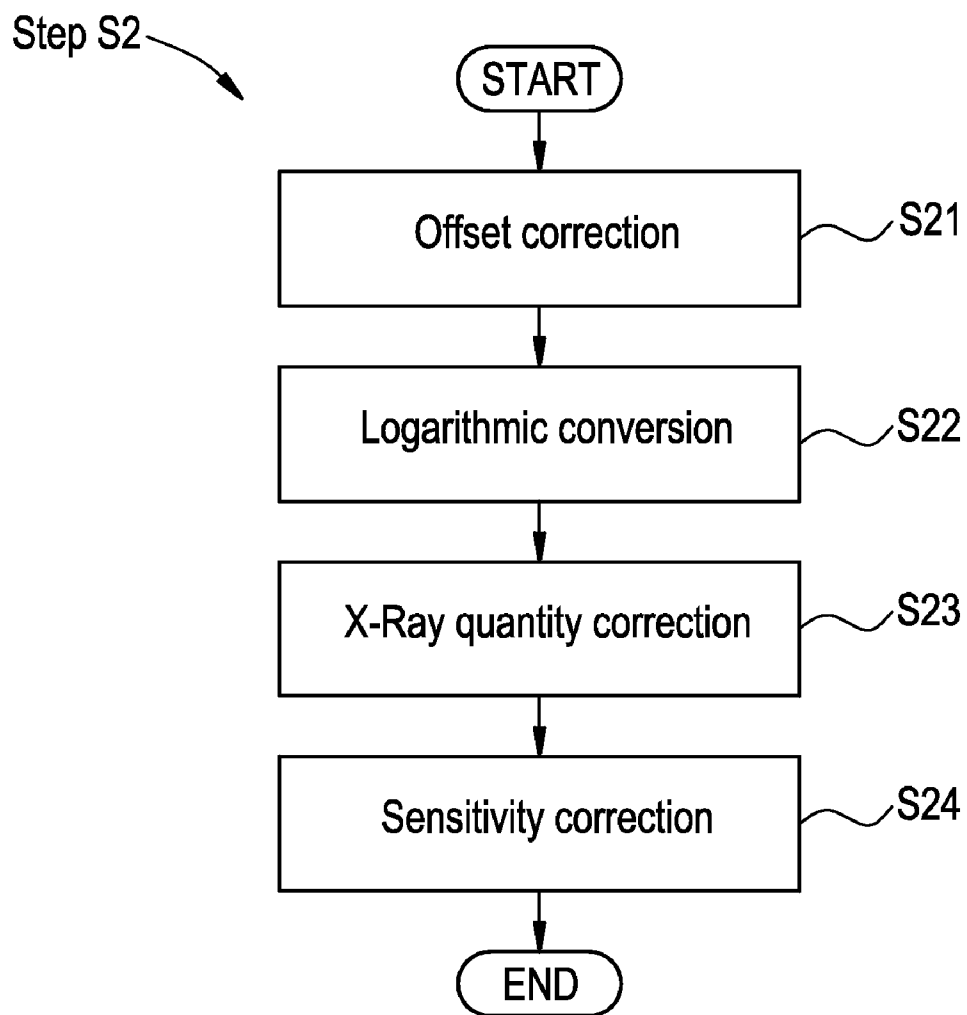 Step S2
START
Offset correction
S21
Logarithmic conversion
S22
X-Ray quantity correction
S23
Sensitivity correction
S24
END